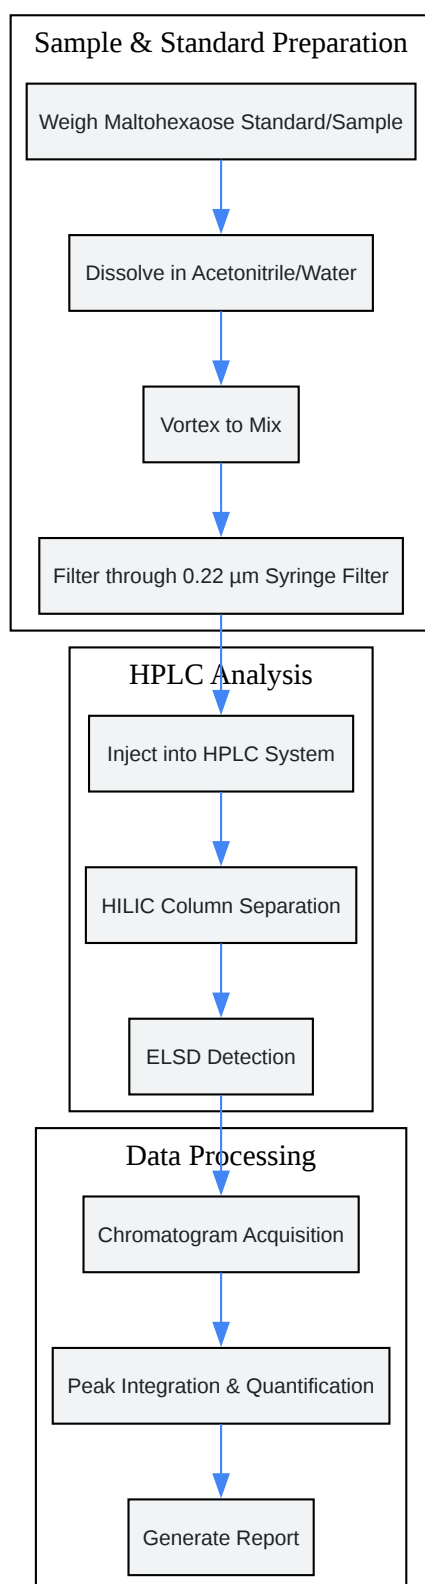 Sample & Standard Preparation
Weigh Maltohexaose Standard/Sample
Dissolve in Acetonitrile/Water
Vortex to Mix
Filter through 0.22 µm Syringe Filter
HPLC Analysis
Inject into HPLC System
HILIC Column Separation
ELSD Detection
Data Processing
Chromatogram Acquisition
Peak Integration & Quantification
Generate Report